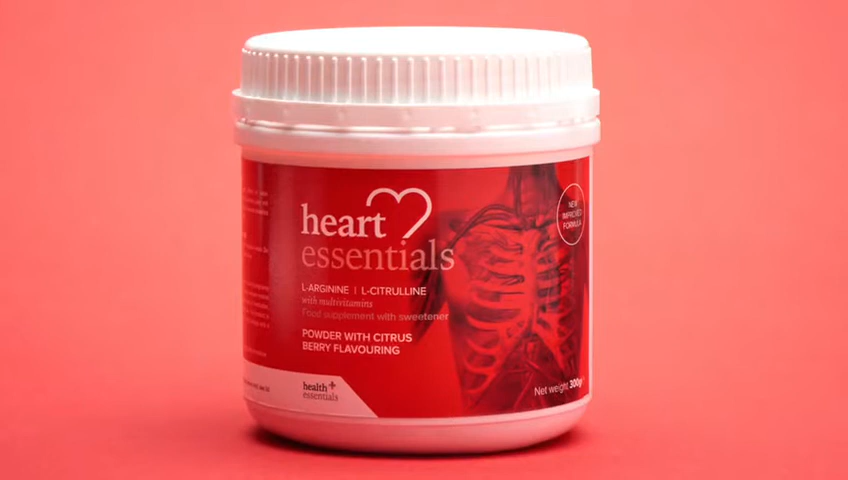 heart
essentials
L-ARGININE | L-CITRULLINE
with multivitamins
Food supplement with sweetener
POWDER WITH CITRUS
BERRY FLAVOURING
NEW
IMPROVED
FORMULA
health+
essentials
Net weight 300g